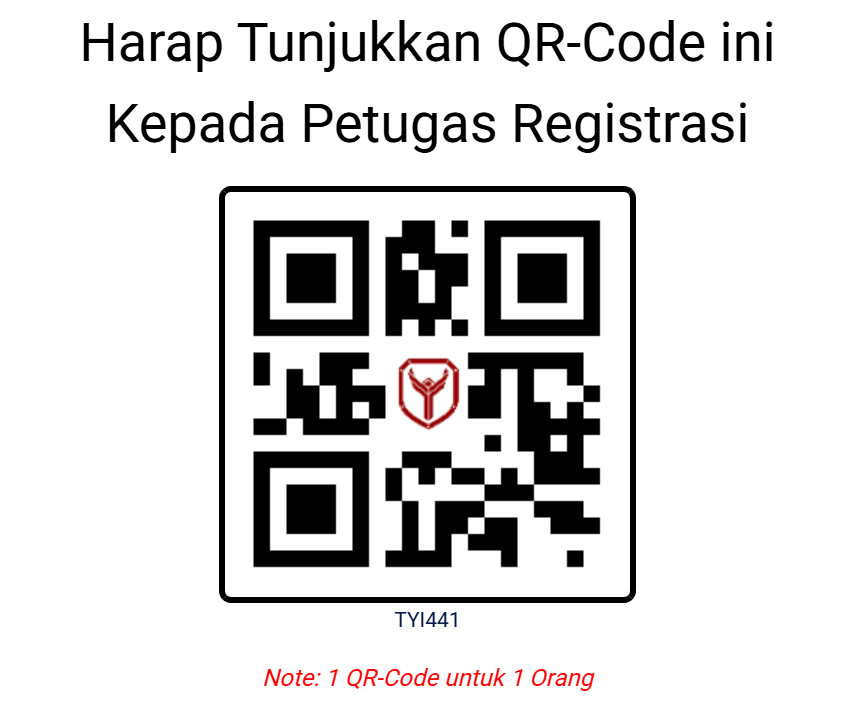 Harap Tunjukkan QR-Code ini
Kepada Petugas Registrasi
TYI441
Note: 1 QR-Code untuk 1 Orang